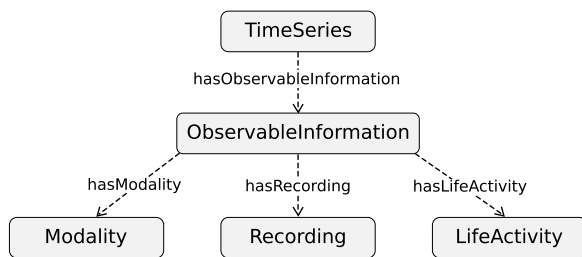 TimeSeries
hasObservableInformation
ObservableInformation
hasModality
hasRecording
hasLifeActivity
Modality
Recording
LifeActivity